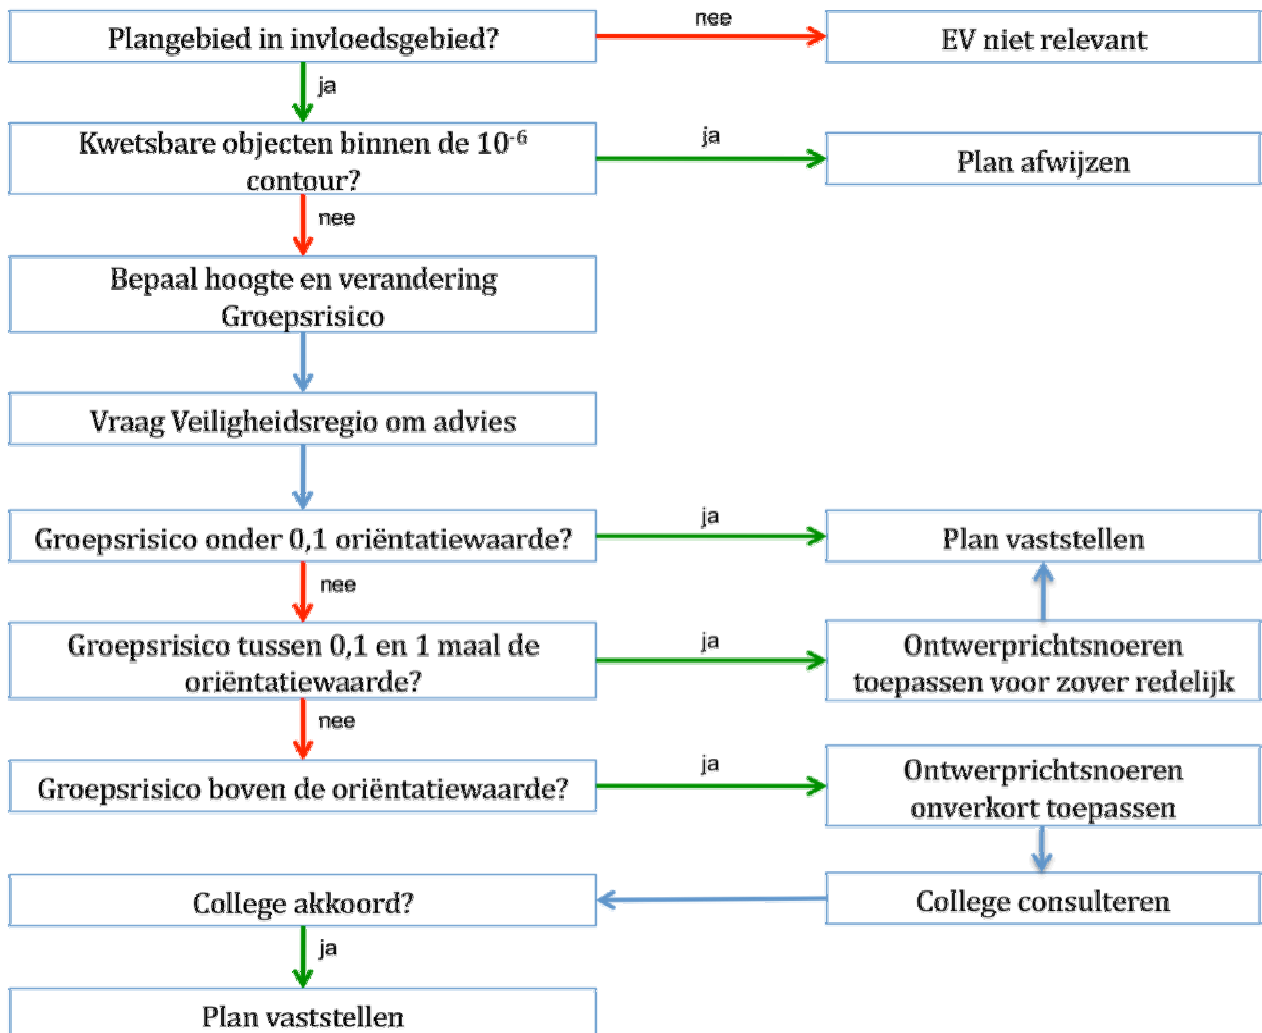 Plangebied in invloedsgebied?
nee
EV niet relevant
ja
Kwetsbare objecten binnen de 10⁻⁶
contour?
ja
Plan afwijzen
nee
Bepaal hoogte en verandering
Groepsrisico
Vraag Veiligheidsregio om advies
Groepsrisico onder 0,1 oriëntatiewaarde?
ja
Plan vaststellen
nee
Groepsrisico tussen 0,1 en 1 maal de
oriëntatiewaarde?
ja
Ontwerprichtsnoeren
toepassen voor zover redelijk
nee
Groepsrisico boven de oriëntatiewaarde?
ja
Ontwerprichtsnoeren
onverkort toepassen
College consulteren
College akkoord?
ja
Plan vaststellen